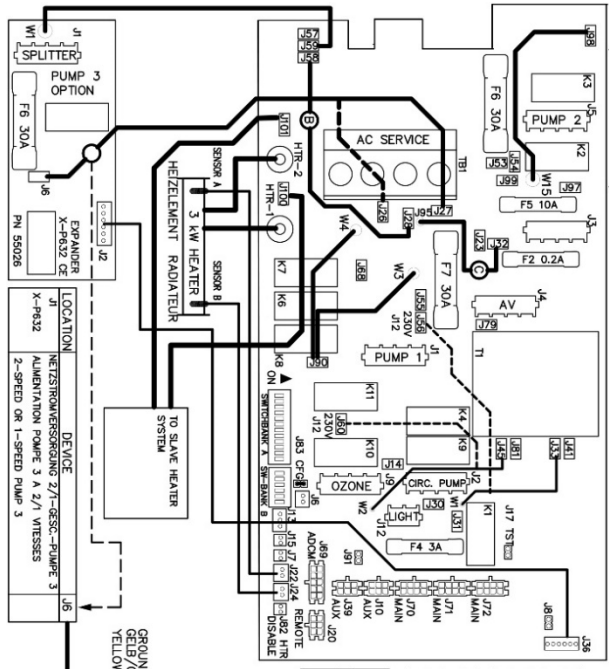 W1
J1
SPLITTER
PUMP 3
OPTION
F6 30A
J6
EXPANDER
X-P632 CE
PN 55026
J2
J57
J59
J58
B
J101
HTR-2
J100
HTR-1
SENSOR A
SENSOR B
HEIZELEMENT RADIATEUR
3 kW HEATER
AC SERVICE
TB1
J26
J28
J95
J27
J98
K3
J5
PUMP 2
F6 30A
K2
J53
J54
J99
W15
J97
F5 10A
J3
J23
J32
F2 0.2A
C
W4
J68
W3
F7 30A
J55
J56
230V
J12
K7
K6
K8
J90
ON
PUMP 1
J1
AV
J4
J79
T1
K11
J60
230V
J12
K10
K4
K9
J14
J45
J81
J33
J41
SWITCHBANK A
SW-BANK B
J83 CFG
J6
OZONE
J9
CIRC. PUMP
J2
W2
J30
W1
J31
K1
LIGHT
J12
F4 3A
J17 TST
J13
J15
J7
J22
J24
J82 HTR
DISABLE
J69
ADCM
J20
REMOTE
J91
J39
AUX
J10
AUX
J70
MAIN
J71
MAIN
J72
MAIN
J8
J36
TO SLAVE HEATER
SYSTEM
LOCATION DEVICE
J1
X-P632
NETZSTROMVERSORGUNG 2/1-GESC.-PUMPE 3
ALIMENTATION POMPE 3 A 2/1 VITESSES
2-SPEED OR 1-SPEED PUMP 3
J6
GROUN
GELB/
YELLOW